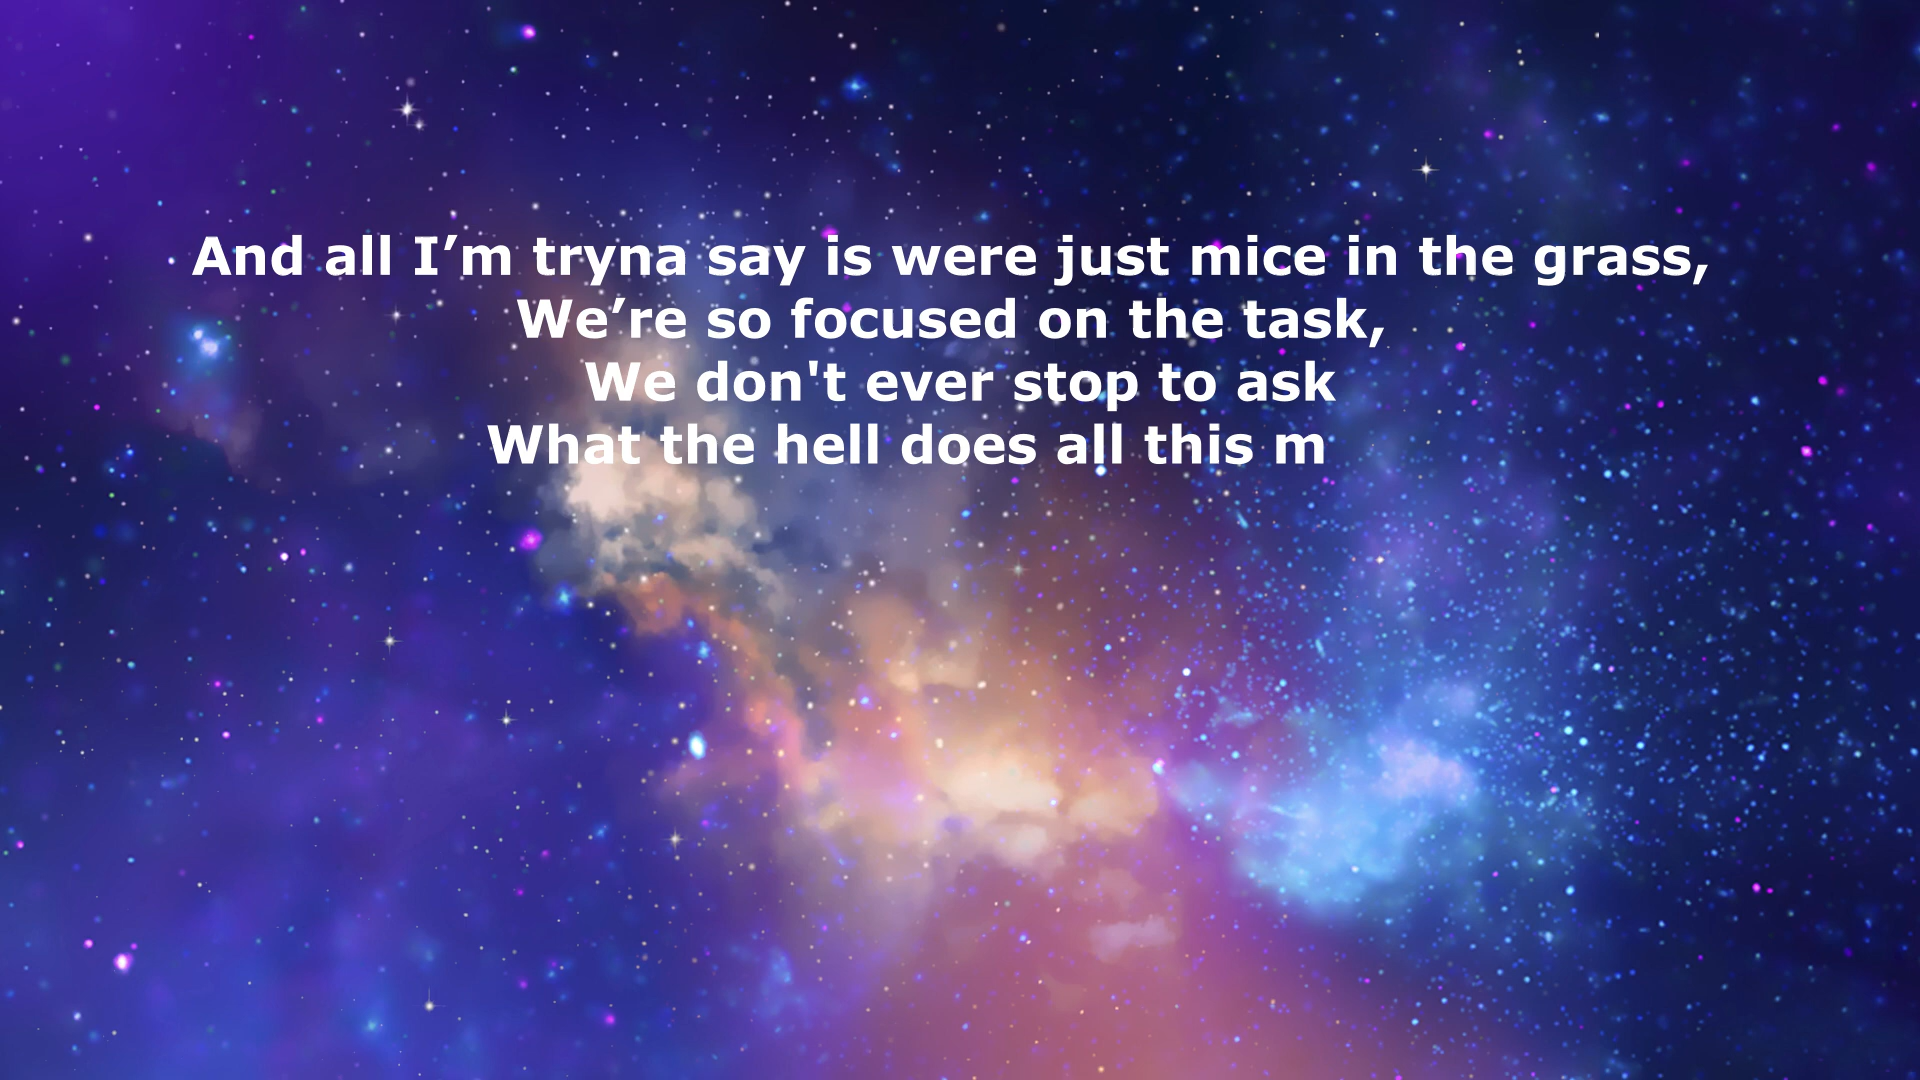 And all I’m tryna say is were just mice in the grass,
We’re so focused on the task,
We don't ever stop to ask
What the hell does all this m